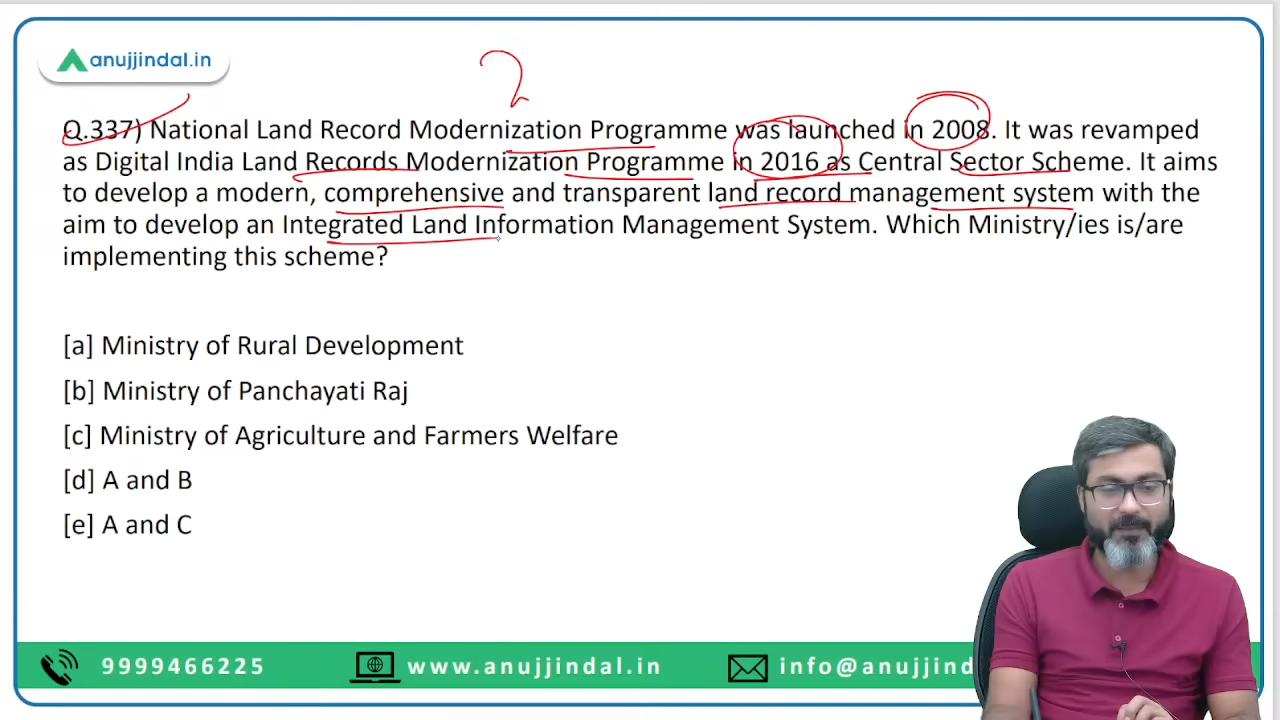 anujjindal.in
2
Q.337) National Land Record Modernization Programme was launched in 2008. It was revamped
as Digital India Land Records Modernization Programme in 2016 as Central Sector Scheme. It aims
to develop a modern, comprehensive and transparent land record management system with the
aim to develop an Integrated Land Information Management System. Which Ministry/ies is/are
implementing this scheme?
[a] Ministry of Rural Development
[b] Ministry of Panchayati Raj
[c] Ministry of Agriculture and Farmers Welfare
[d] A and B
[e] A and C
9999466225
www.anujjindal.in
info@anujjind